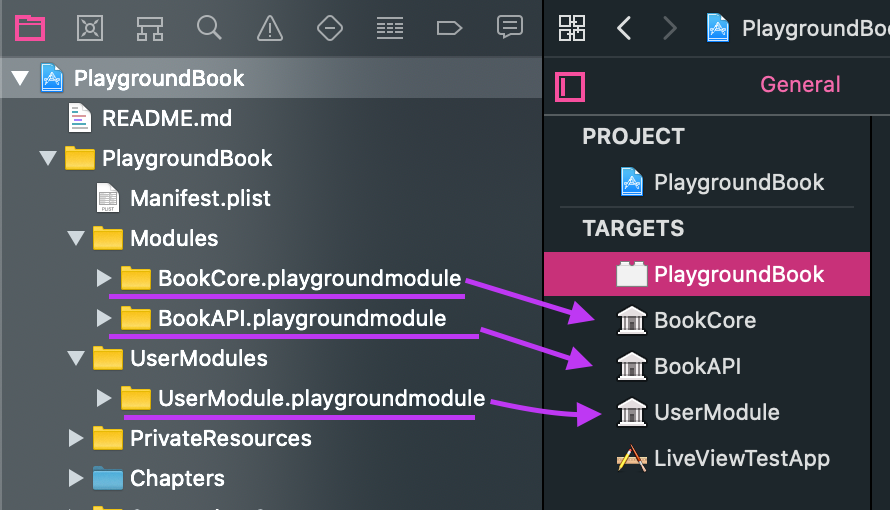 PlaygroundBook
README.md
PlaygroundBook
Manifest.plist
Modules
BookCore.playgroundmodule
BookAPI.playgroundmodule
UserModules
UserModule.playgroundmodule
PrivateResources
Chapters
PlaygroundBoo
General
PROJECT
PlaygroundBook
TARGETS
PlaygroundBook
BookCore
BookAPI
UserModule
LiveViewTestApp